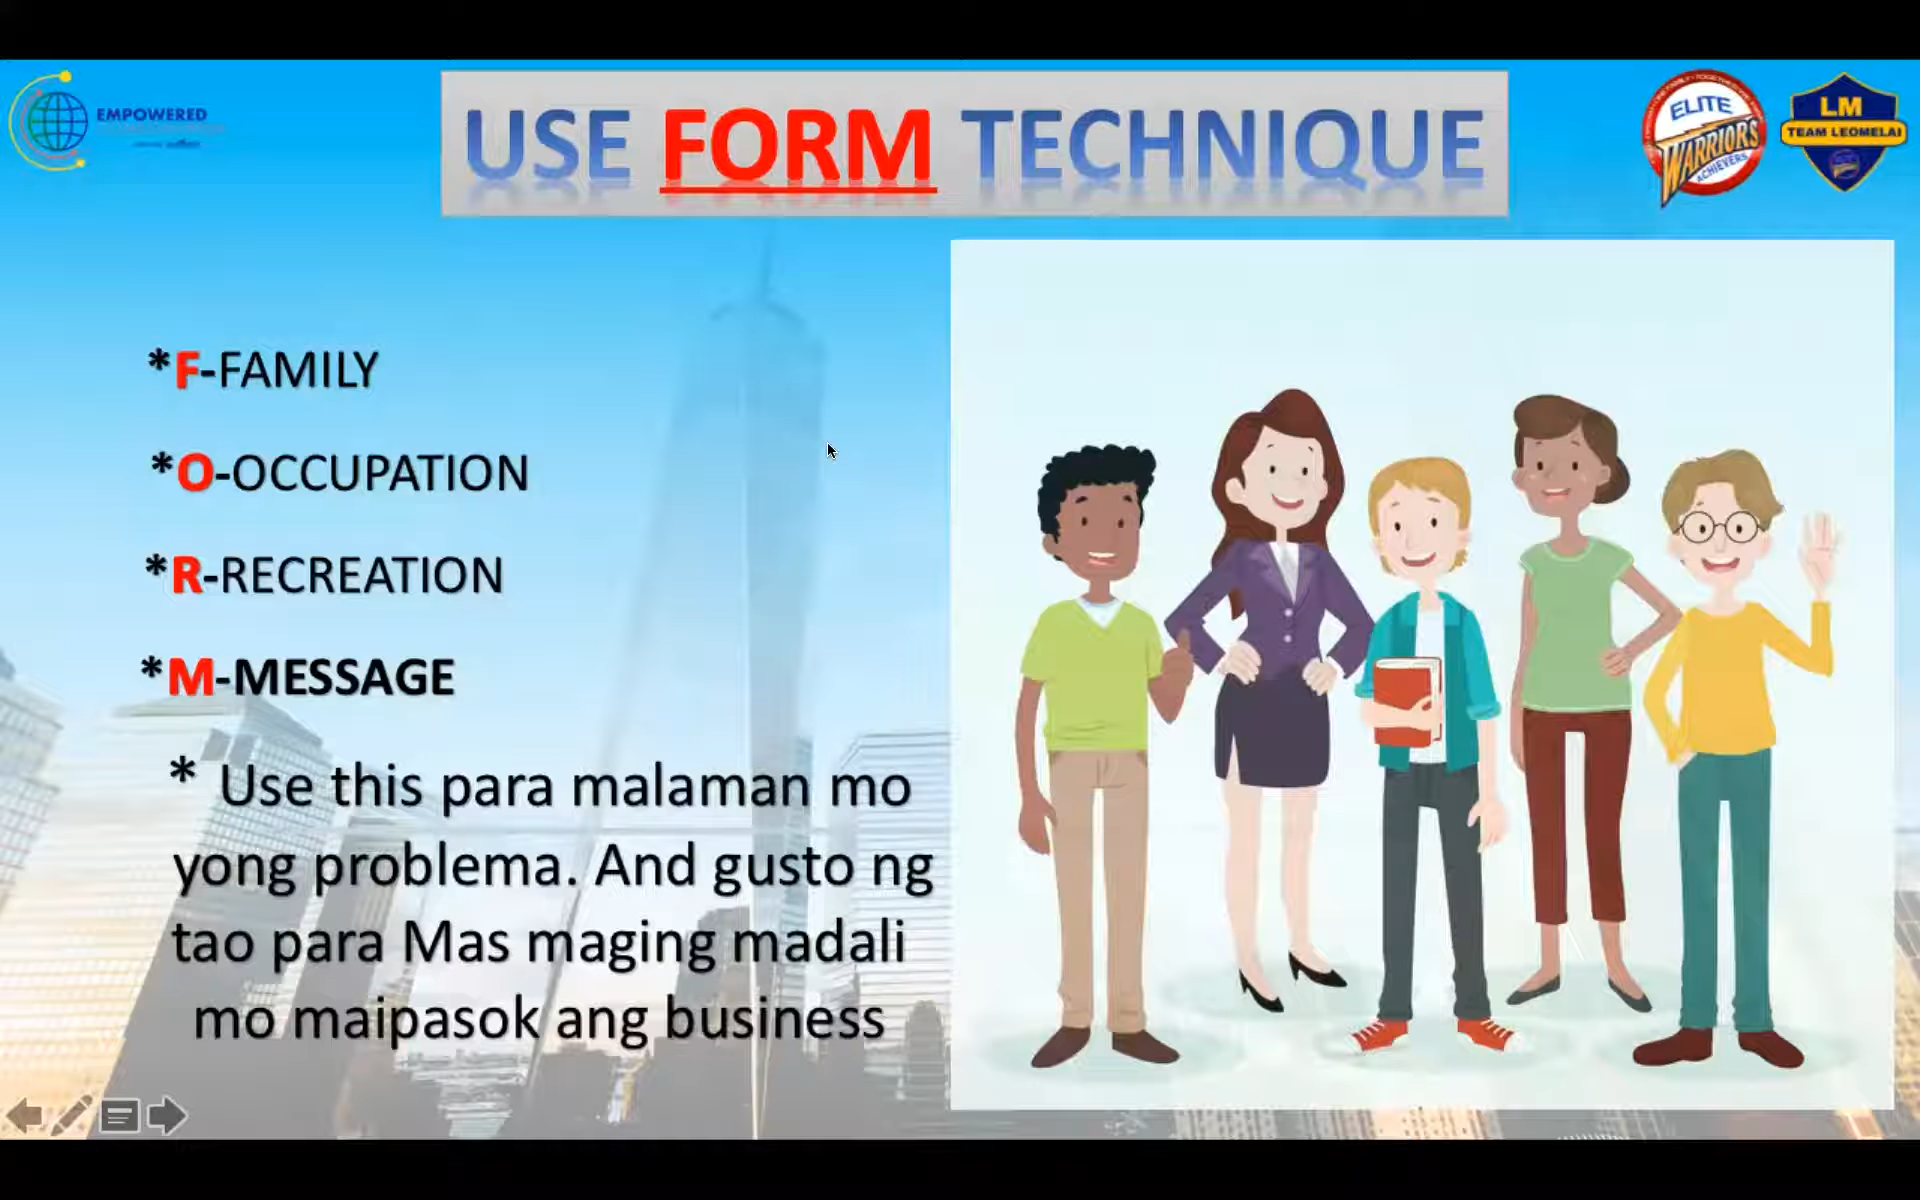 EMPOWERED
USE FORM TECHNIQUE
ELITE
WARRIORS
ACHIEVERS
LM
TEAM LEOMELAI
*F-FAMILY
*O-OCCUPATION
*R-RECREATION
*M-MESSAGE
* Use this para malaman mo
yong problema. And gusto ng
tao para Mas maging madali
mo maipasok ang business